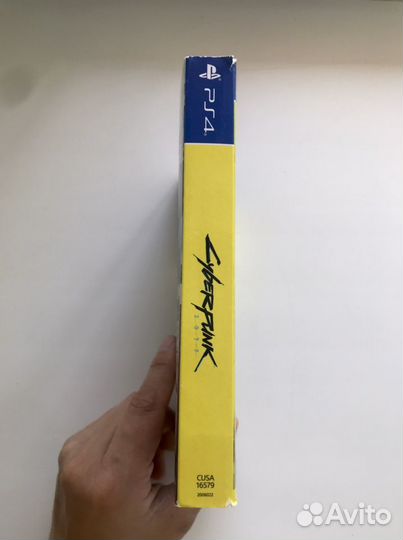 PS4
CYBERPUNK
2077
CUSA
16579
Avito